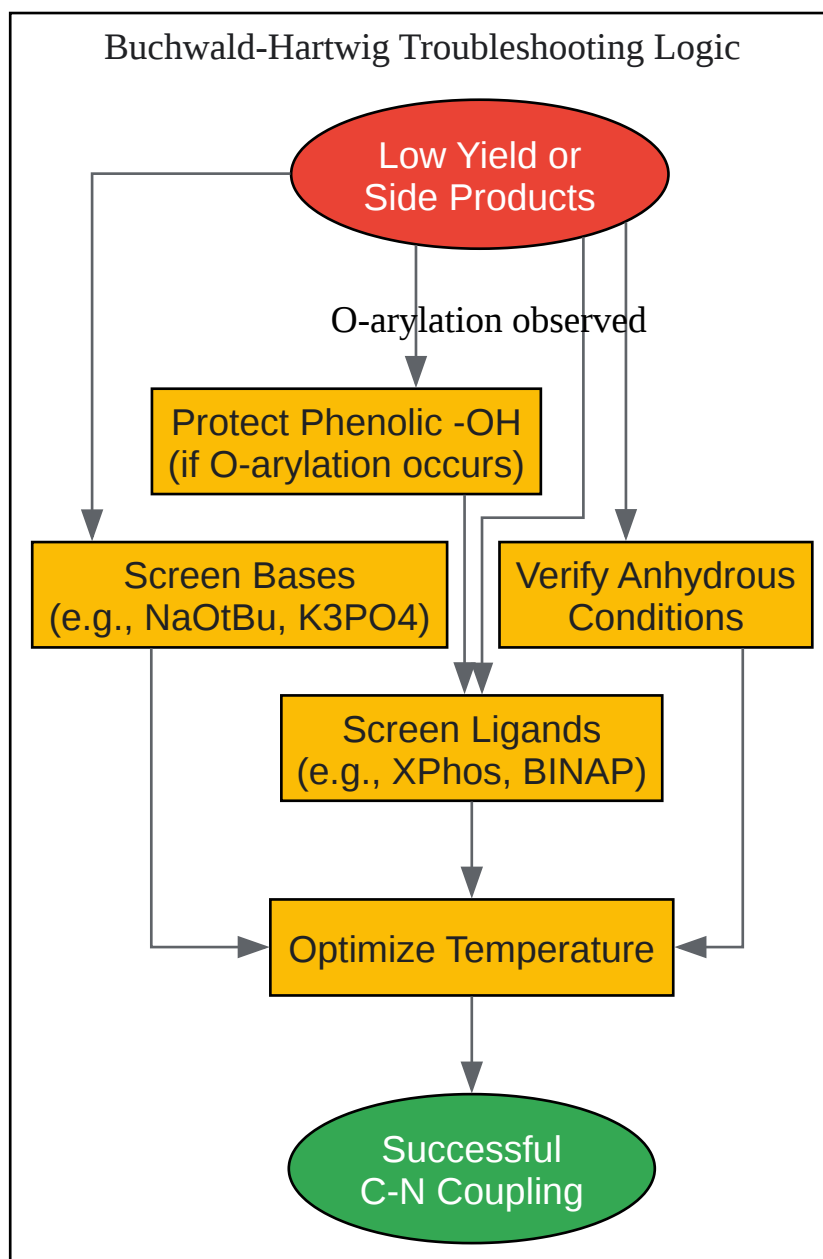 Buchwald-Hartwig Troubleshooting Logic
Low Yield or
Side Products
O-arylation observed
Protect Phenolic -OH
(if O-arylation occurs)
Screen Bases
(e.g., NaOtBu, K3PO4)
Verify Anhydrous
Conditions
Screen Ligands
(e.g., XPhos, BINAP)
Optimize Temperature
Successful
C-N Coupling